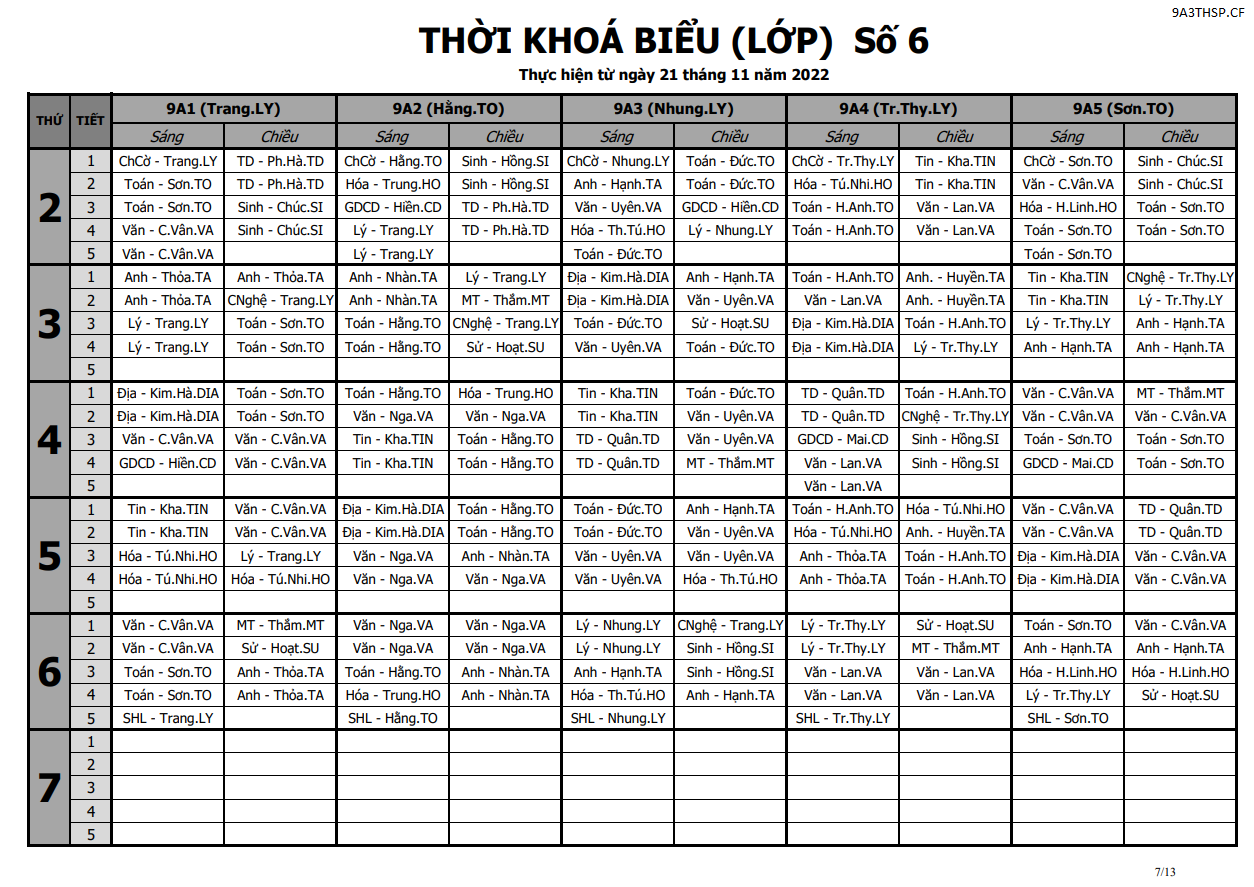 9A3THSP.CF
THỜI KHOÁ BIỂU (LỚP) Số 6
Thực hiện từ ngày 21 tháng 11 năm 2022
THỨ TIẾT 9A1 (Trang.LY) 9A2 (Hằng.TO) 9A3 (Nhung.LY) 9A4 (Tr.Thy.LY) 9A5 (Sơn.TO)
Sáng Chiều Sáng Chiều Sáng Chiều Sáng Chiều Sáng Chiều
2
1 ChCờ - Trang.LY TD - Ph.Hà.TD ChCờ - Hằng.TO Sinh - Hồng.SI ChCờ - Nhung.LY Toán - Đức.TO ChCờ - Tr.Thy.LY Tin - Kha.TIN ChCờ - Sơn.TO Sinh - Chúc.SI
2 Toán - Sơn.TO TD - Ph.Hà.TD Hóa - Trung.HO Sinh - Hồng.SI Anh - Hạnh.TA Toán - Đức.TO Hóa - Tú.Nhi.HO Tin - Kha.TIN Văn - C.Vân.VA Sinh - Chúc.SI
3 Toán - Sơn.TO Sinh - Chúc.SI GDCD - Hiền.CD TD - Ph.Hà.TD Văn - Uyên.VA GDCD - Hiền.CD Toán - H.Anh.TO Văn - Lan.VA Hóa - H.Linh.HO Toán - Sơn.TO
4 Văn - C.Vân.VA Sinh - Chúc.SI Lý - Trang.LY TD - Ph.Hà.TD Hóa - Th.Tú.HO Lý - Nhung.LY Toán - H.Anh.TO Văn - Lan.VA Toán - Sơn.TO Toán - Sơn.TO
5 Văn - C.Vân.VA Lý - Trang.LY Toán - Đức.TO Toán - Sơn.TO
3
1 Anh - Thỏa.TA Anh - Thỏa.TA Anh - Nhàn.TA Lý - Trang.LY Địa - Kim.Hà.DIA Anh - Hạnh.TA Toán - H.Anh.TO Anh. - Huyền.TA Tin - Kha.TIN CNghệ - Tr.Thy.LY
2 Anh - Thỏa.TA CNghệ - Trang.LY Anh - Nhàn.TA MT - Thắm.MT Địa - Kim.Hà.DIA Văn - Uyên.VA Văn - Lan.VA Anh. - Huyền.TA Tin - Kha.TIN Lý - Tr.Thy.LY
3 Lý - Trang.LY Toán - Sơn.TO Toán - Hằng.TO CNghệ - Trang.LY Toán - Đức.TO Sử - Hoạt.SU Địa - Kim.Hà.DIA Toán - H.Anh.TO Lý - Tr.Thy.LY Anh - Hạnh.TA
4 Lý - Trang.LY Toán - Sơn.TO Toán - Hằng.TO Sử - Hoạt.SU Văn - Uyên.VA Toán - Đức.TO Địa - Kim.Hà.DIA Lý - Tr.Thy.LY Anh - Hạnh.TA Anh - Hạnh.TA
5
4
1 Địa - Kim.Hà.DIA Toán - Sơn.TO Toán - Hằng.TO Hóa - Trung.HO Tin - Kha.TIN Toán - Đức.TO TD - Quân.TD Toán - H.Anh.TO Văn - C.Vân.VA MT - Thắm.MT
2 Địa - Kim.Hà.DIA Toán - Sơn.TO Văn - Nga.VA Văn - Nga.VA Tin - Kha.TIN Văn - Uyên.VA TD - Quân.TD CNghệ - Tr.Thy.LY Văn - C.Vân.VA Văn - C.Vân.VA
3 Văn - C.Vân.VA Văn - C.Vân.VA Tin - Kha.TIN Toán - Hằng.TO TD - Quân.TD Văn - Uyên.VA GDCD - Mai.CD Sinh - Hồng.SI Toán - Sơn.TO Toán - Sơn.TO
4 GDCD - Hiền.CD Văn - C.Vân.VA Tin - Kha.TIN Toán - Hằng.TO TD - Quân.TD MT - Thắm.MT Văn - Lan.VA Sinh - Hồng.SI GDCD - Mai.CD Toán - Sơn.TO
5 Văn - Lan.VA
5
1 Tin - Kha.TIN Văn - C.Vân.VA Địa - Kim.Hà.DIA Toán - Hằng.TO Toán - Đức.TO Anh - Hạnh.TA Toán - H.Anh.TO Hóa - Tú.Nhi.HO Văn - C.Vân.VA TD - Quân.TD
2 Tin - Kha.TIN Văn - C.Vân.VA Địa - Kim.Hà.DIA Toán - Hằng.TO Toán - Đức.TO Văn - Uyên.VA Hóa - Tú.Nhi.HO Anh. - Huyền.TA Văn - C.Vân.VA TD - Quân.TD
3 Hóa - Tú.Nhi.HO Lý - Trang.LY Văn - Nga.VA Anh - Nhàn.TA Văn - Uyên.VA Văn - Uyên.VA Anh - Thỏa.TA Toán - H.Anh.TO Địa - Kim.Hà.DIA Văn - C.Vân.VA
4 Hóa - Tú.Nhi.HO Hóa - Tú.Nhi.HO Văn - Nga.VA Văn - Nga.VA Văn - Uyên.VA Hóa - Th.Tú.HO Anh - Thỏa.TA Toán - H.Anh.TO Địa - Kim.Hà.DIA Văn - C.Vân.VA
5
6
1 Văn - C.Vân.VA MT - Thắm.MT Văn - Nga.VA Văn - Nga.VA Lý - Nhung.LY CNghệ - Trang.LY Lý - Tr.Thy.LY Sử - Hoạt.SU Toán - Sơn.TO Văn - C.Vân.VA
2 Văn - C.Vân.VA Sử - Hoạt.SU Văn - Nga.VA Văn - Nga.VA Lý - Nhung.LY Sinh - Hồng.SI Lý - Tr.Thy.LY MT - Thắm.MT Anh - Hạnh.TA Anh - Hạnh.TA
3 Toán - Sơn.TO Anh - Thỏa.TA Toán - Hằng.TO Anh - Nhàn.TA Anh - Hạnh.TA Sinh - Hồng.SI Văn - Lan.VA Văn - Lan.VA Hóa - H.Linh.HO Hóa - H.Linh.HO
4 Toán - Sơn.TO Anh - Thỏa.TA Hóa - Trung.HO Anh - Nhàn.TA Hóa - Th.Tú.HO Anh - Hạnh.TA Văn - Lan.VA Văn - Lan.VA Lý - Tr.Thy.LY Sử - Hoạt.SU
5 SHL - Trang.LY SHL - Hằng.TO SHL - Nhung.LY SHL - Tr.Thy.LY SHL - Sơn.TO
7
1
2
3
4
5
7/13